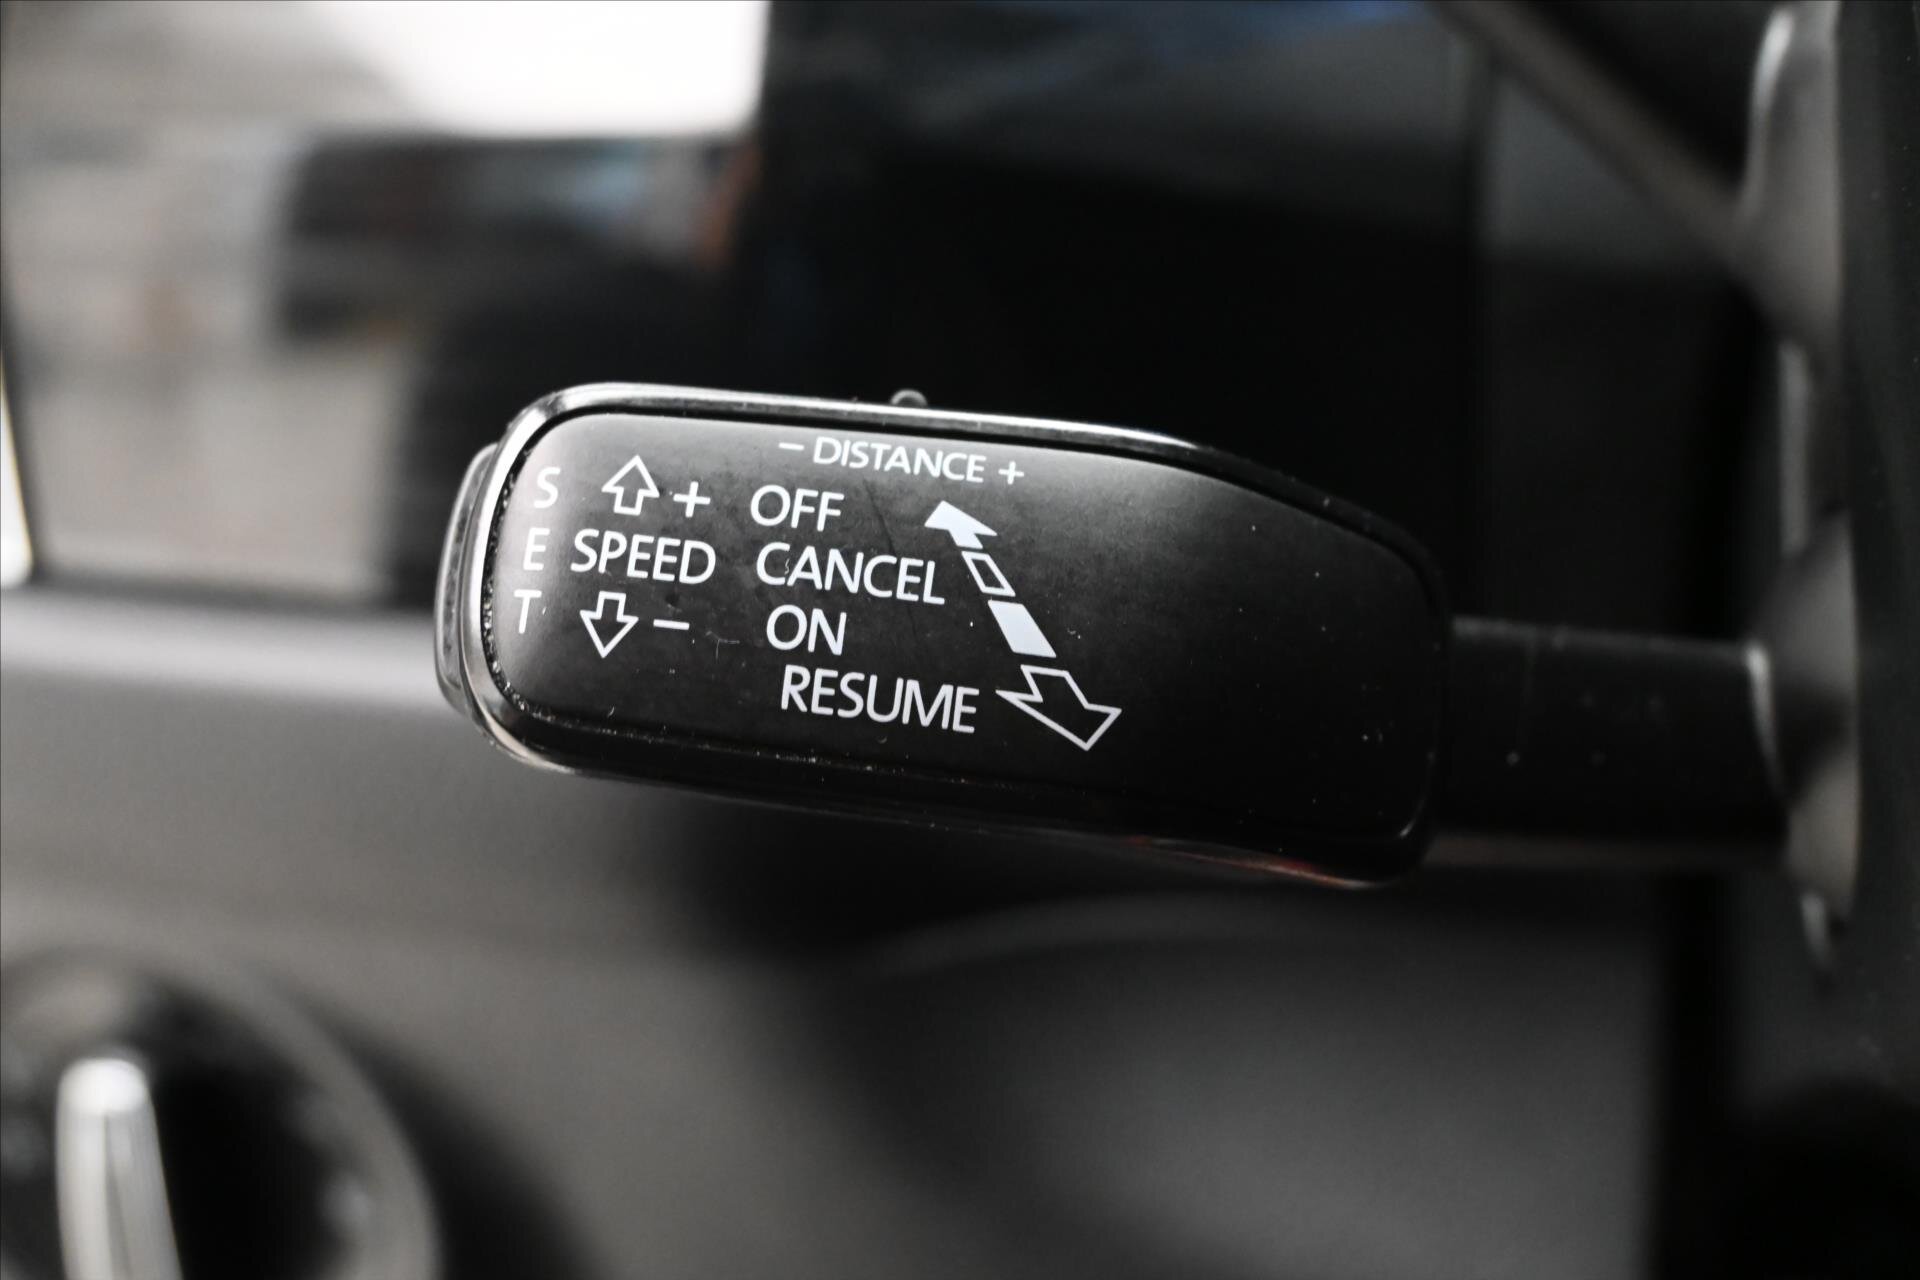 - DISTANCE +
S + OFF
E SPEED CANCEL
T - ON
RESUME